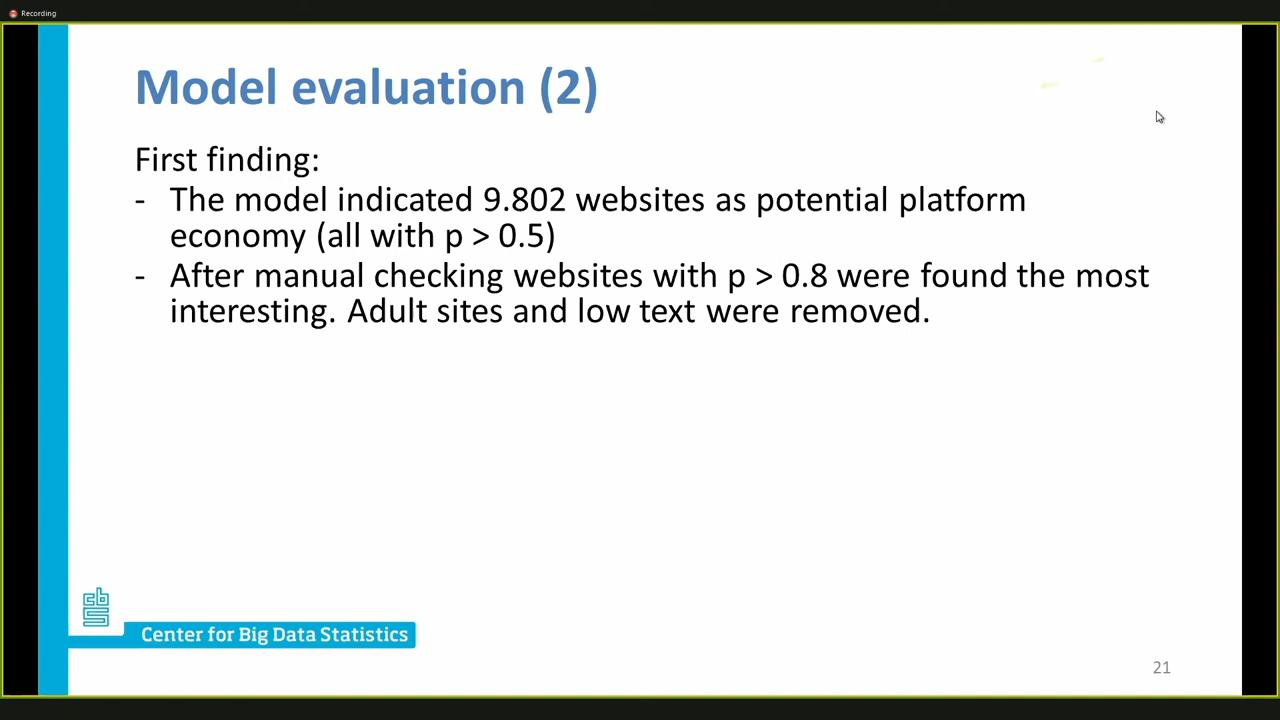 Recording
Model evaluation (2)
First finding:
- The model indicated 9.802 websites as potential platform
economy (all with p > 0.5)
- After manual checking websites with p > 0.8 were found the most
interesting. Adult sites and low text were removed.
cbs
Center for Big Data Statistics
21